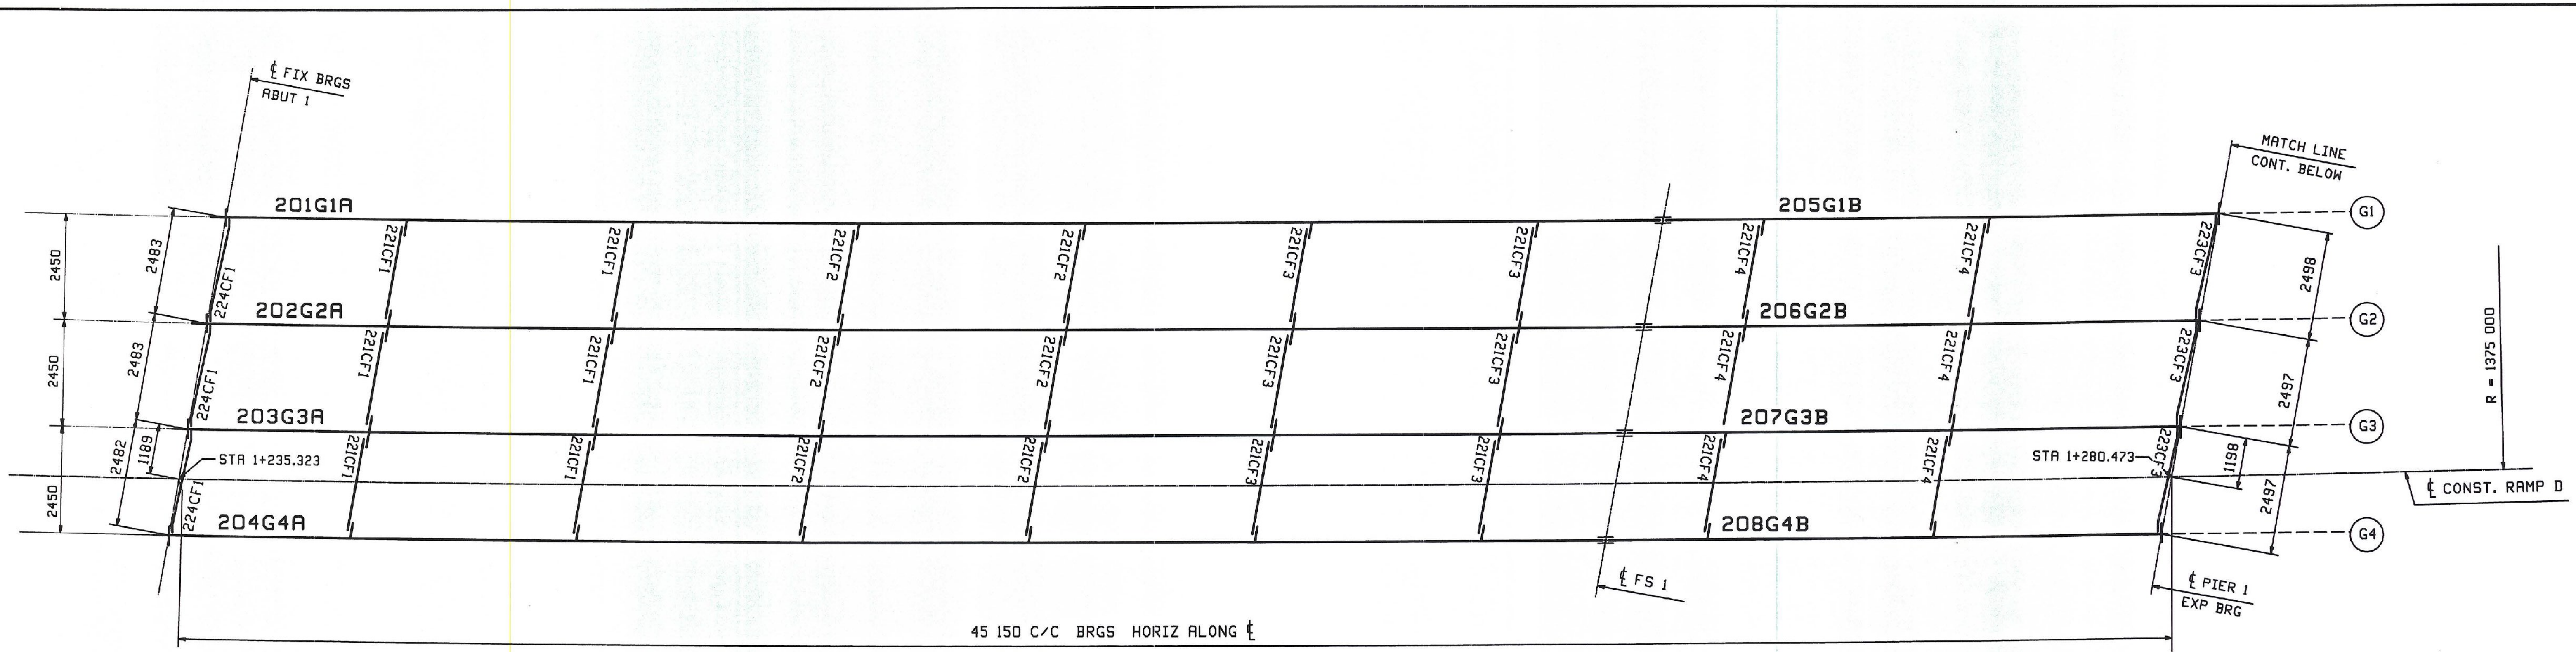 ℄ FIX BRGS
ABUT 1
MATCH LINE
CONT. BELOW
201G1A
205G1B
G1
2450
2483
224CF1
221CF1
221CF1
221CF2
221CF2
221CF3
221CF3
221CF4
221CF4
223CF3
2498
202G2A
206G2B
G2
R = 1375 000
2450
2483
224CF1
221CF1
221CF1
221CF2
221CF2
221CF3
221CF3
221CF4
221CF4
223CF3
2497
203G3A
207G3B
G3
2450
2482
1189
STA 1+235.323
224CF1
221CF1
221CF1
221CF2
221CF2
221CF3
221CF3
221CF4
221CF4
STA 1+280.473
223CF3
1198
2497
℄ CONST. RAMP D
204G4A
208G4B
G4
℄ FS 1
℄ PIER 1
EXP BRG
45 150 C/C BRGS HORIZ ALONG ℄